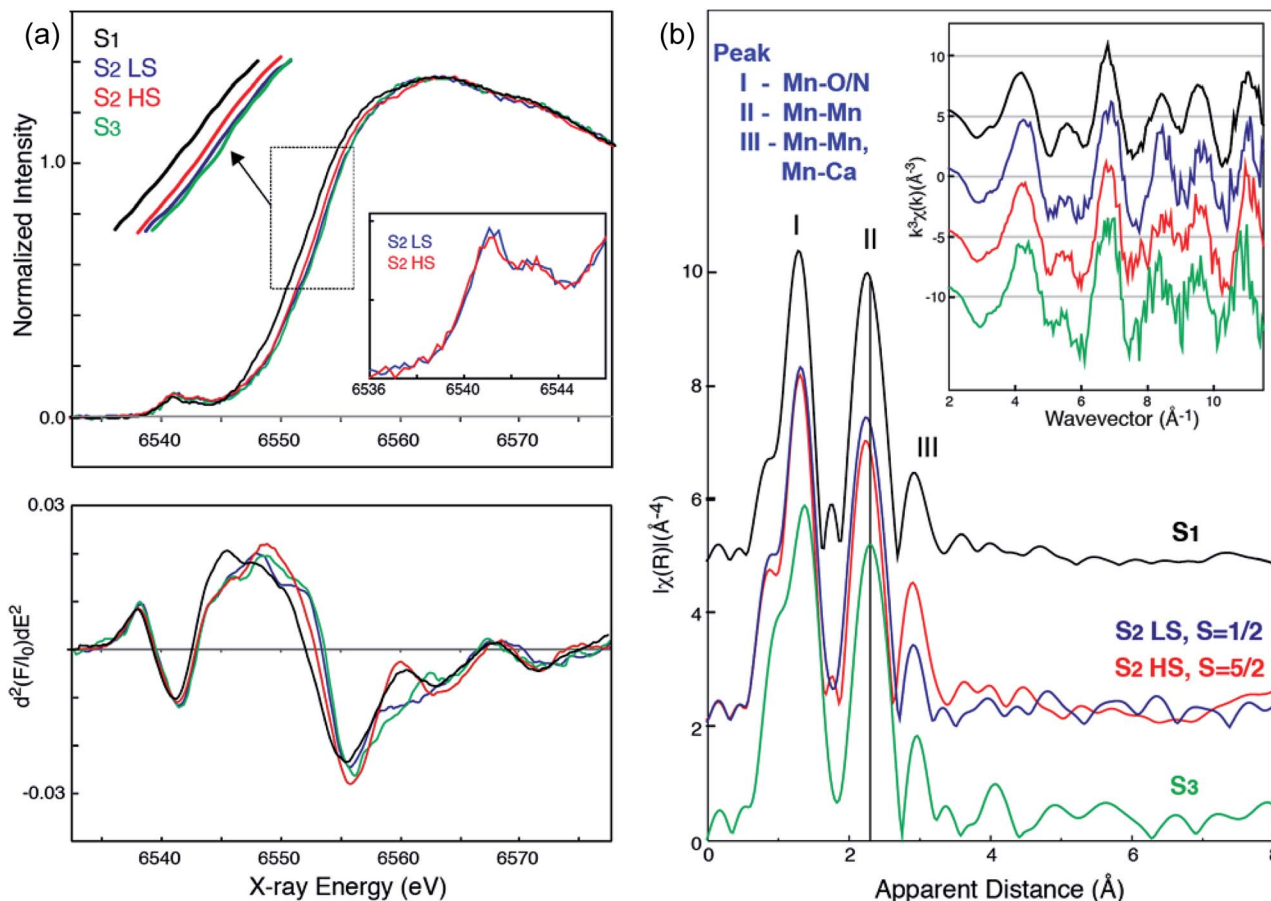 (a)
S1
S2 LS
S2 HS
S3
Normalized Intensity
1.0
0.0
S2 LS
S2 HS
6536
6540
6544
6540
6550
6560
6570
0.03
-0.03
d²(F/I₀)dE²
6540
6550
6560
6570
X-ray Energy (eV)
(b)
Peak
I - Mn-O/N
II - Mn-Mn
III - Mn-Mn,
Mn-Ca
I
II
III
10
8
6
4
2
0
|χ(R)|(Å⁻⁴)
S1
S2 LS, S=1/2
S2 HS, S=5/2
S3
0
2
4
6
8
Apparent Distance (Å)
10
5
0
-5
-10
k³χ(k)(Å⁻³)
2
4
6
8
10
Wavevector (Å⁻¹)